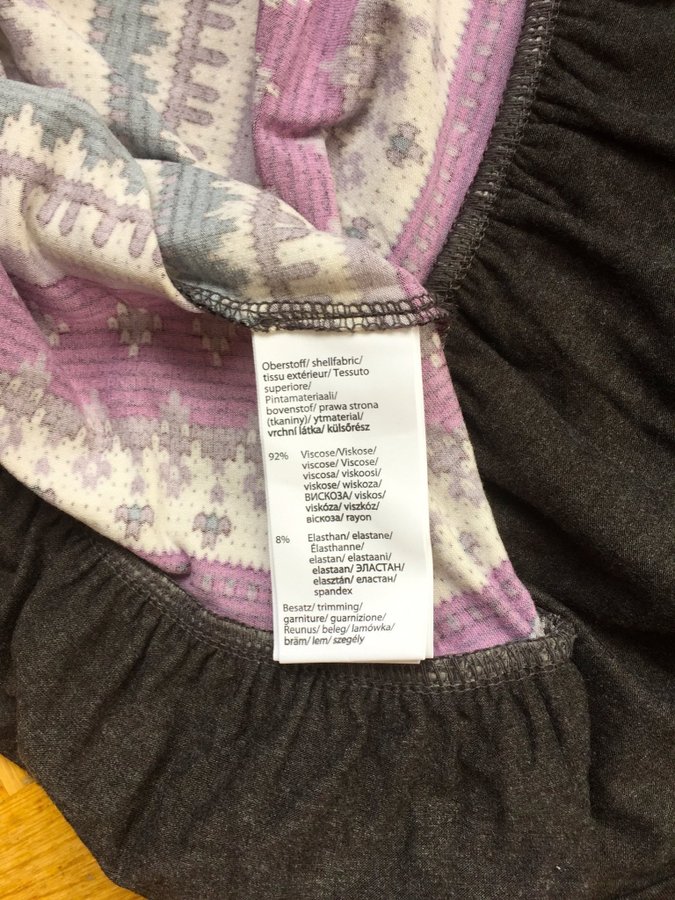 Oberstoff/ shellfabric/
tissu extérieur/ Tessuto
superiore/
Pintamateriaali/
bovenstof/ prawa strona
(tkaniny)/ ytmaterial/
vrchní látka/ külsőrész
92% Viscose/Viskose/
viscose/ Viscose/
viscosa/ viskoosi/
viskose/ wiskoza/
ВИСКОЗА/ viskos/
viskóza/ viszkóz/
віскоза/ rayon
8% Elasthan/ elastane/
Élasthanne/
elastan/ elastaani/
elastaan/ ЭЛАСТАН/
elasztán/ еластан/
spandex
Besatz/ trimming/
garniture/ guarnizione/
Reunus/ beleg/ lamówka/
bräm/ lem/ szegély